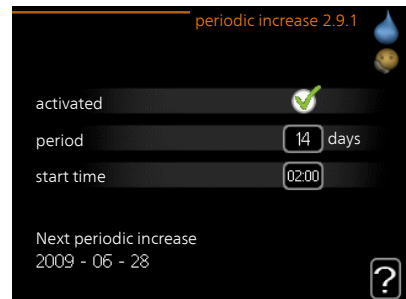 periodic increase 2.9.1
activated
period 14 days
start time 02:00
Next periodic increase
2009 - 06 - 28
?